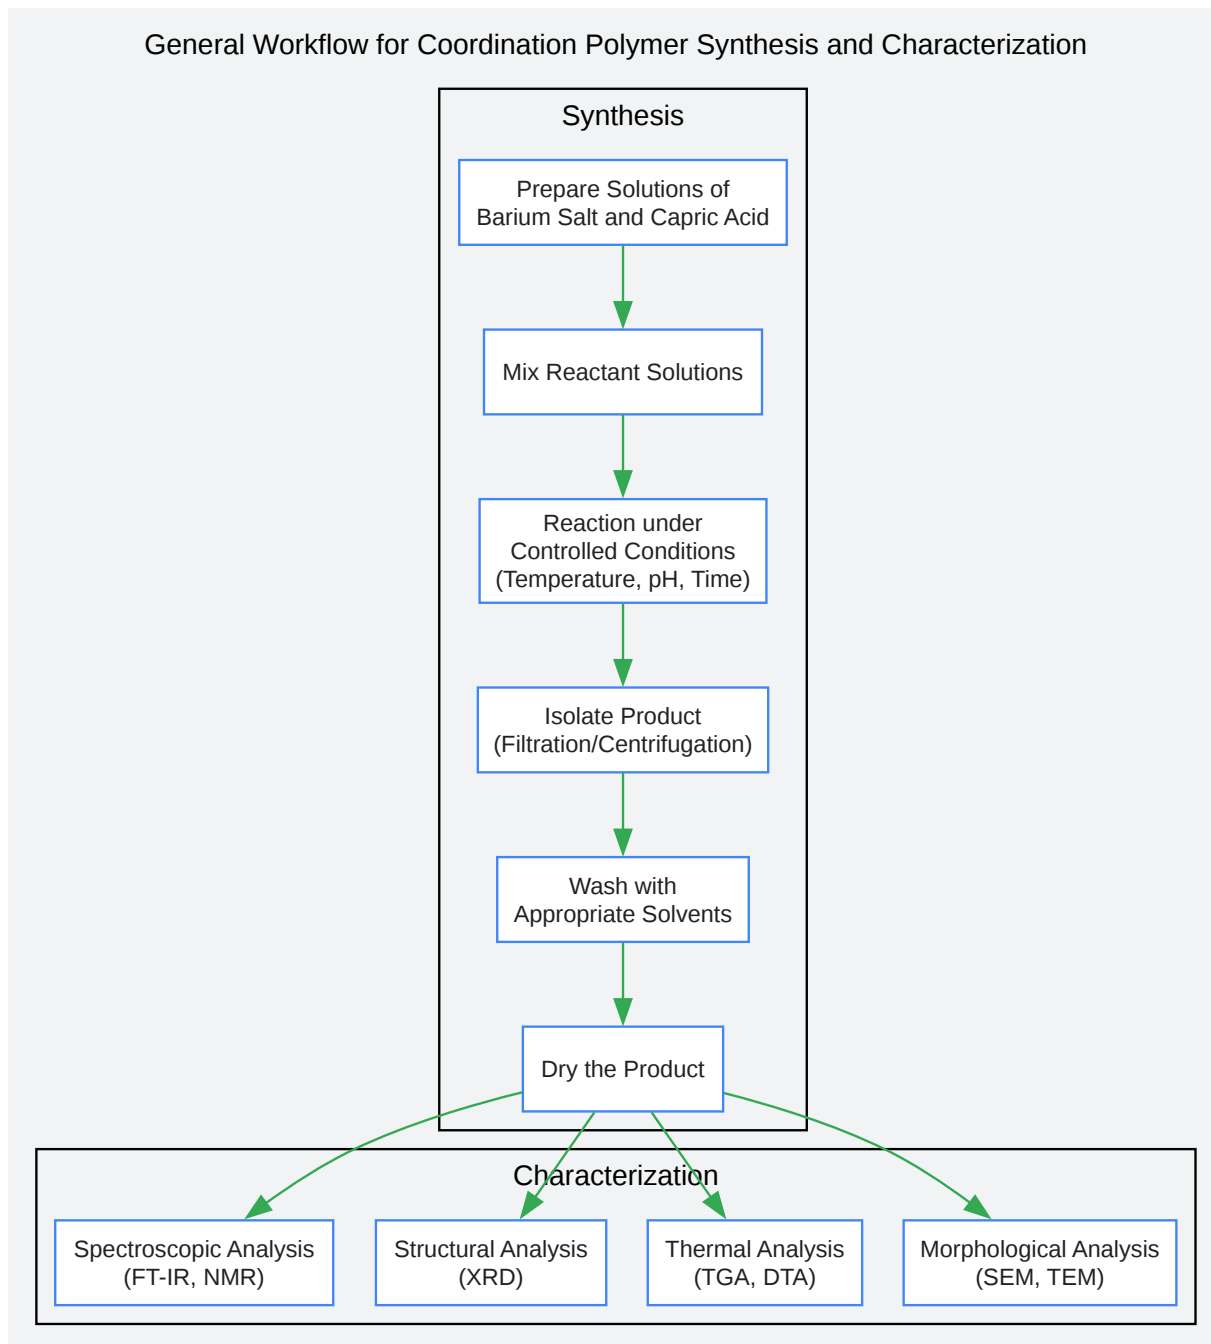 General Workflow for Coordination Polymer Synthesis and Characterization
Synthesis
Prepare Solutions of
Barium Salt and Capric Acid
Mix Reactant Solutions
Reaction under
Controlled Conditions
(Temperature, pH, Time)
Isolate Product
(Filtration/Centrifugation)
Wash with
Appropriate Solvents
Dry the Product
Characterization
Spectroscopic Analysis
(FT-IR, NMR)
Structural Analysis
(XRD)
Thermal Analysis
(TGA, DTA)
Morphological Analysis
(SEM, TEM)